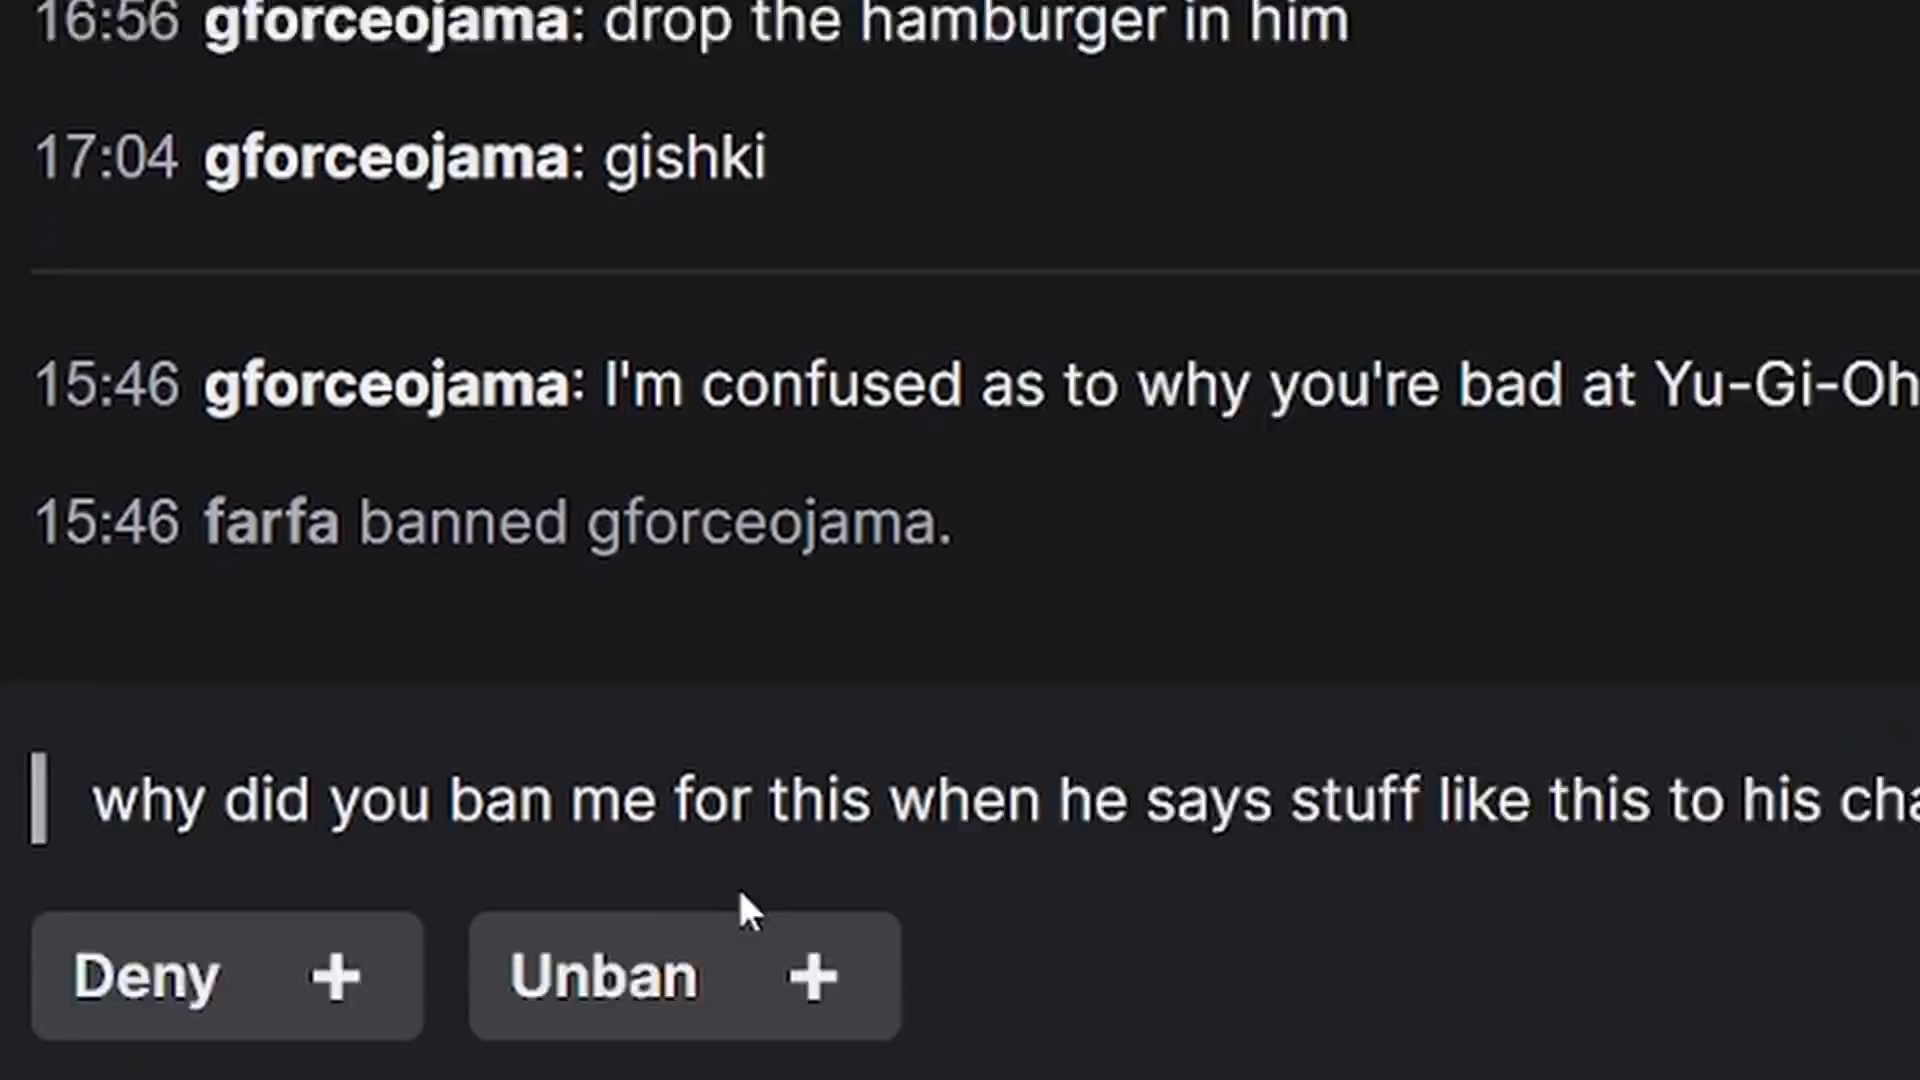 16:56 gforceojama: drop the hamburger in him
17:04 gforceojama: gishki
15:46 gforceojama: I'm confused as to why you're bad at Yu-Gi-Oh
15:46 farfa banned gforceojama.
why did you ban me for this when he says stuff like this to his
Deny +
Unban +